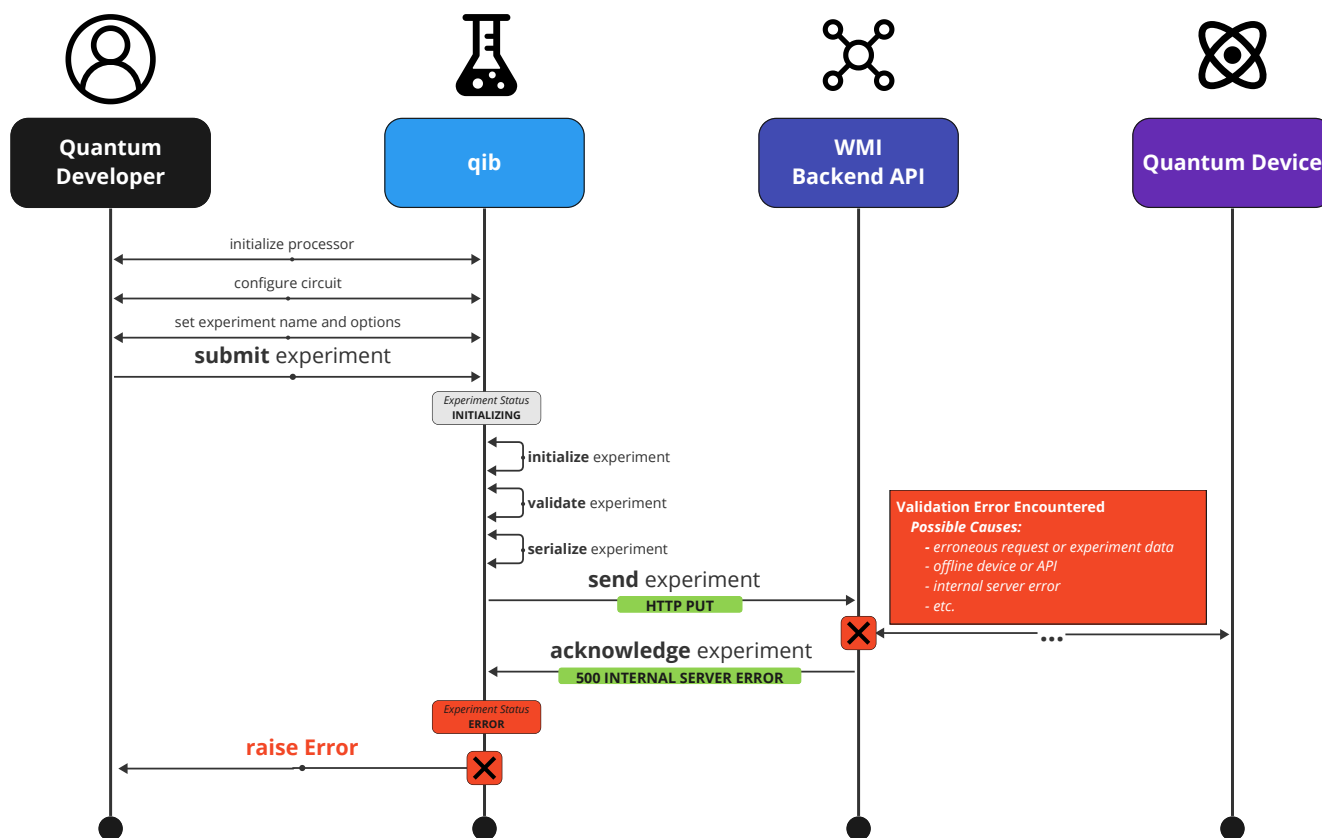 Quantum
Developer
qib
WMI
Backend API
Quantum Device
initialize processor
configure circuit
set experiment name and options
submit experiment
Experiment Status
INITIALIZING
initialize experiment
validate experiment
serialize experiment
Validation Error Encountered
Possible Causes:
- erroneous request or experiment data
- offline device or API
- internal server error
- etc.
send experiment
HTTP PUT
...
acknowledge experiment
500 INTERNAL SERVER ERROR
Experiment Status
ERROR
raise Error